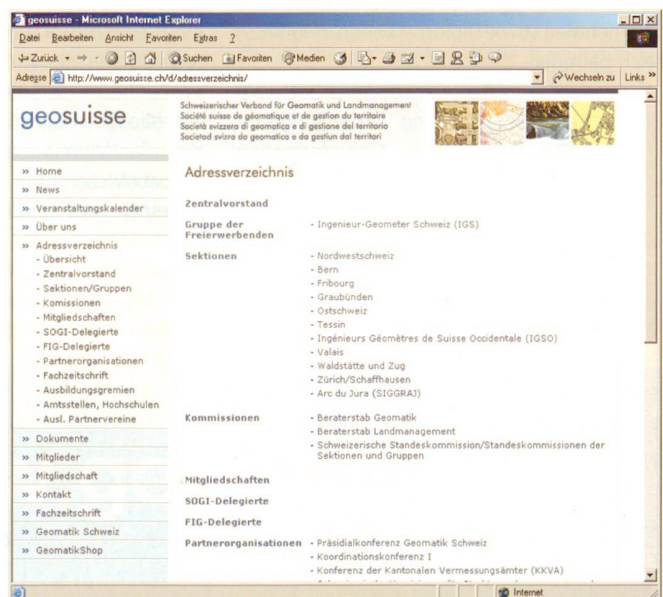 geosuisse - Microsoft Internet Explorer
Datei Bearbeiten Ansicht Favoriten Extras ?
Zurück Suchen Favoriten Medien
Adresse http://www.geosuisse.ch/d/adressverzeichnis/ Wechseln zu Links »
geosuisse
Schweizerischer Verband für Geomatik und Landmanagement
Société suisse de géomatique et de gestion du territoire
Società svizzera di geomatica e di gestione del territorio
Societad svizra da geomatica e da gestiun dal territori
» Home
» News
» Veranstaltungskalender
» Über uns
» Adressverzeichnis
- Übersicht
- Zentralvorstand
- Sektionen/Gruppen
- Komissionen
- Mitgliedschaften
- SOGI-Delegierte
- FIG-Delegierte
- Partnerorganisationen
- Fachzeitschrift
- Ausbildungsgremien
- Amtsstellen, Hochschulen
- Ausl. Partnervereine
» Dokumente
» Mitglieder
» Mitgliedschaft
» Kontakt
» Fachzeitschrift
» Geomatik Schweiz
» GeomatikShop
Adressverzeichnis
Zentralvorstand
Gruppe der - Ingenieur-Geometer Schweiz (IGS)
Freierwerbenden
Sektionen - Nordwestschweiz
- Bern
- Fribourg
- Graubünden
- Ostschweiz
- Tessin
- Ingénieurs Géomètres de Suisse Occidentale (IGSO)
- Valais
- Waldstätte und Zug
- Zürich/Schaffhausen
- Arc du Jura (SIGGRAJ)
Kommissionen - Beraterstab Geomatik
- Beraterstab Landmanagement
- Schweizerische Standeskommission/Standeskommissionen der
Sektionen und Gruppen
Mitgliedschaften
SOGI-Delegierte
FIG-Delegierte
Partnerorganisationen - Präsidialkonferenz Geomatik Schweiz
- Koordinationskonferenz I
- Konferenz der Kantonalen Vermessungsämter (KKVA)
Internet